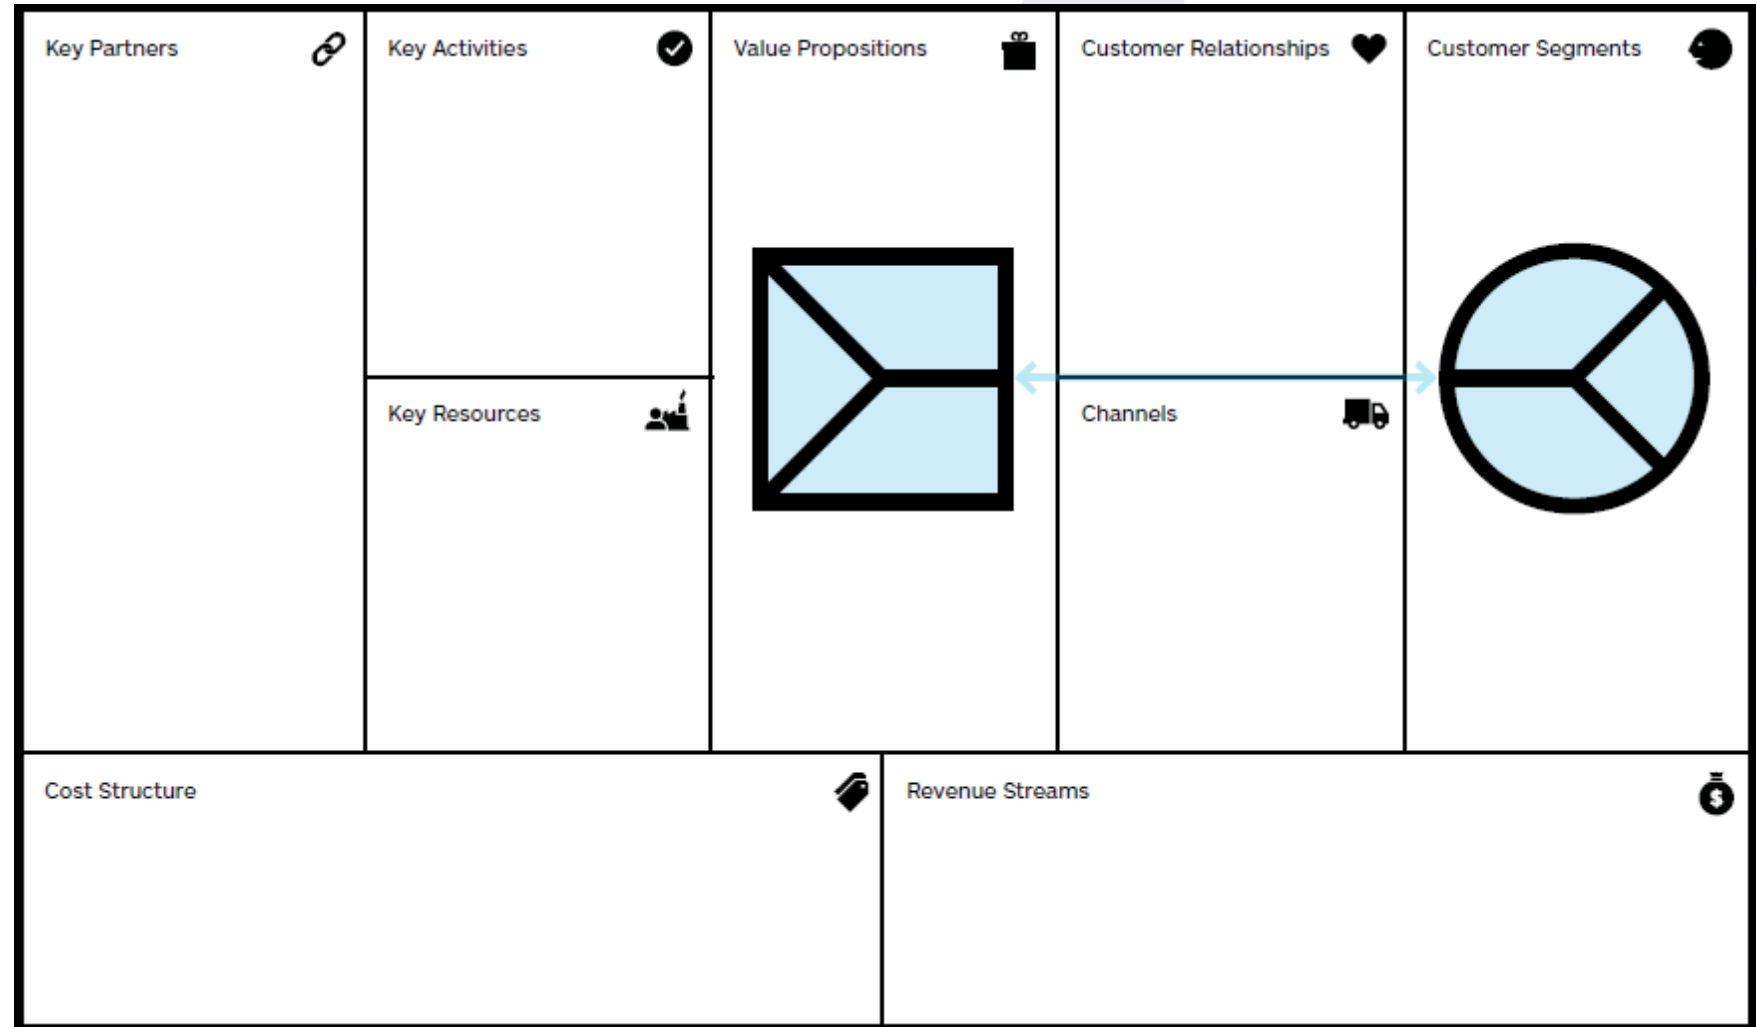 Key Partners
Key Activities
Value Propositions
Customer Relationships
Customer Segments
Key Resources
Channels
Cost Structure
Revenue Streams
$